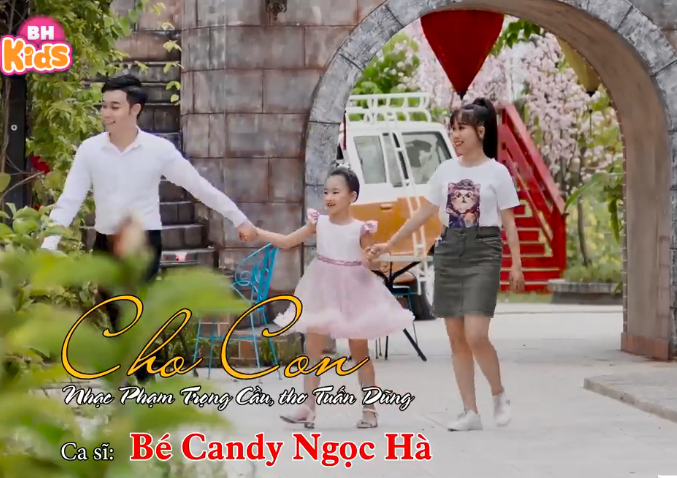 BH
Kids
Cho Con
Nhạc Phạm Trọng Cầu, thơ Tuấn Dũng
Ca sĩ: Bé Candy Ngọc Hà